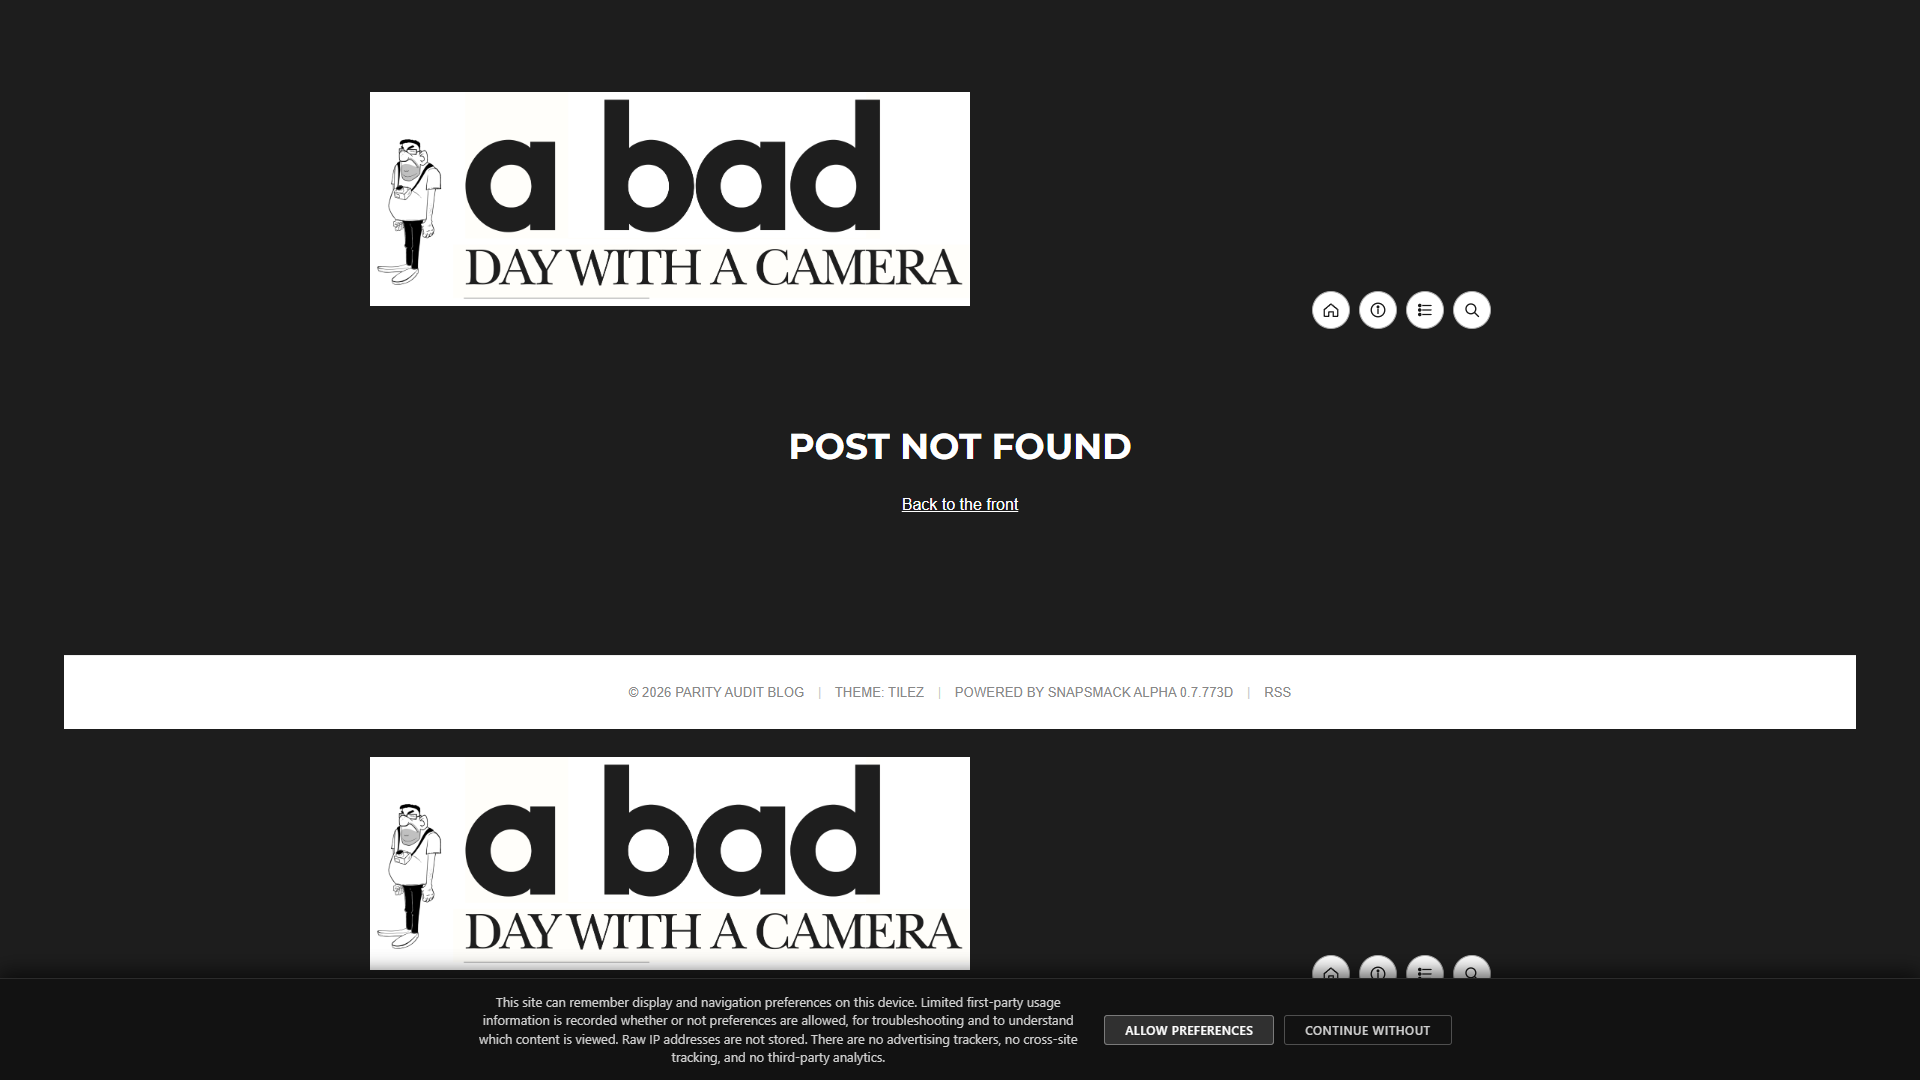 a bad
DAY WITH A CAMERA
POST NOT FOUND
Back to the front
© 2026 PARITY AUDIT BLOG | THEME: TILEZ | POWERED BY SNAPSMACK ALPHA 0.7.773D | RSS
a bad
DAY WITH A CAMERA
This site can remember display and navigation preferences on this device. Limited first-party usage
information is recorded whether or not preferences are allowed, for troubleshooting and to understand
which content is viewed. Raw IP addresses are not stored. There are no advertising trackers, no cross-site
tracking, and no third-party analytics.
ALLOW PREFERENCES
CONTINUE WITHOUT